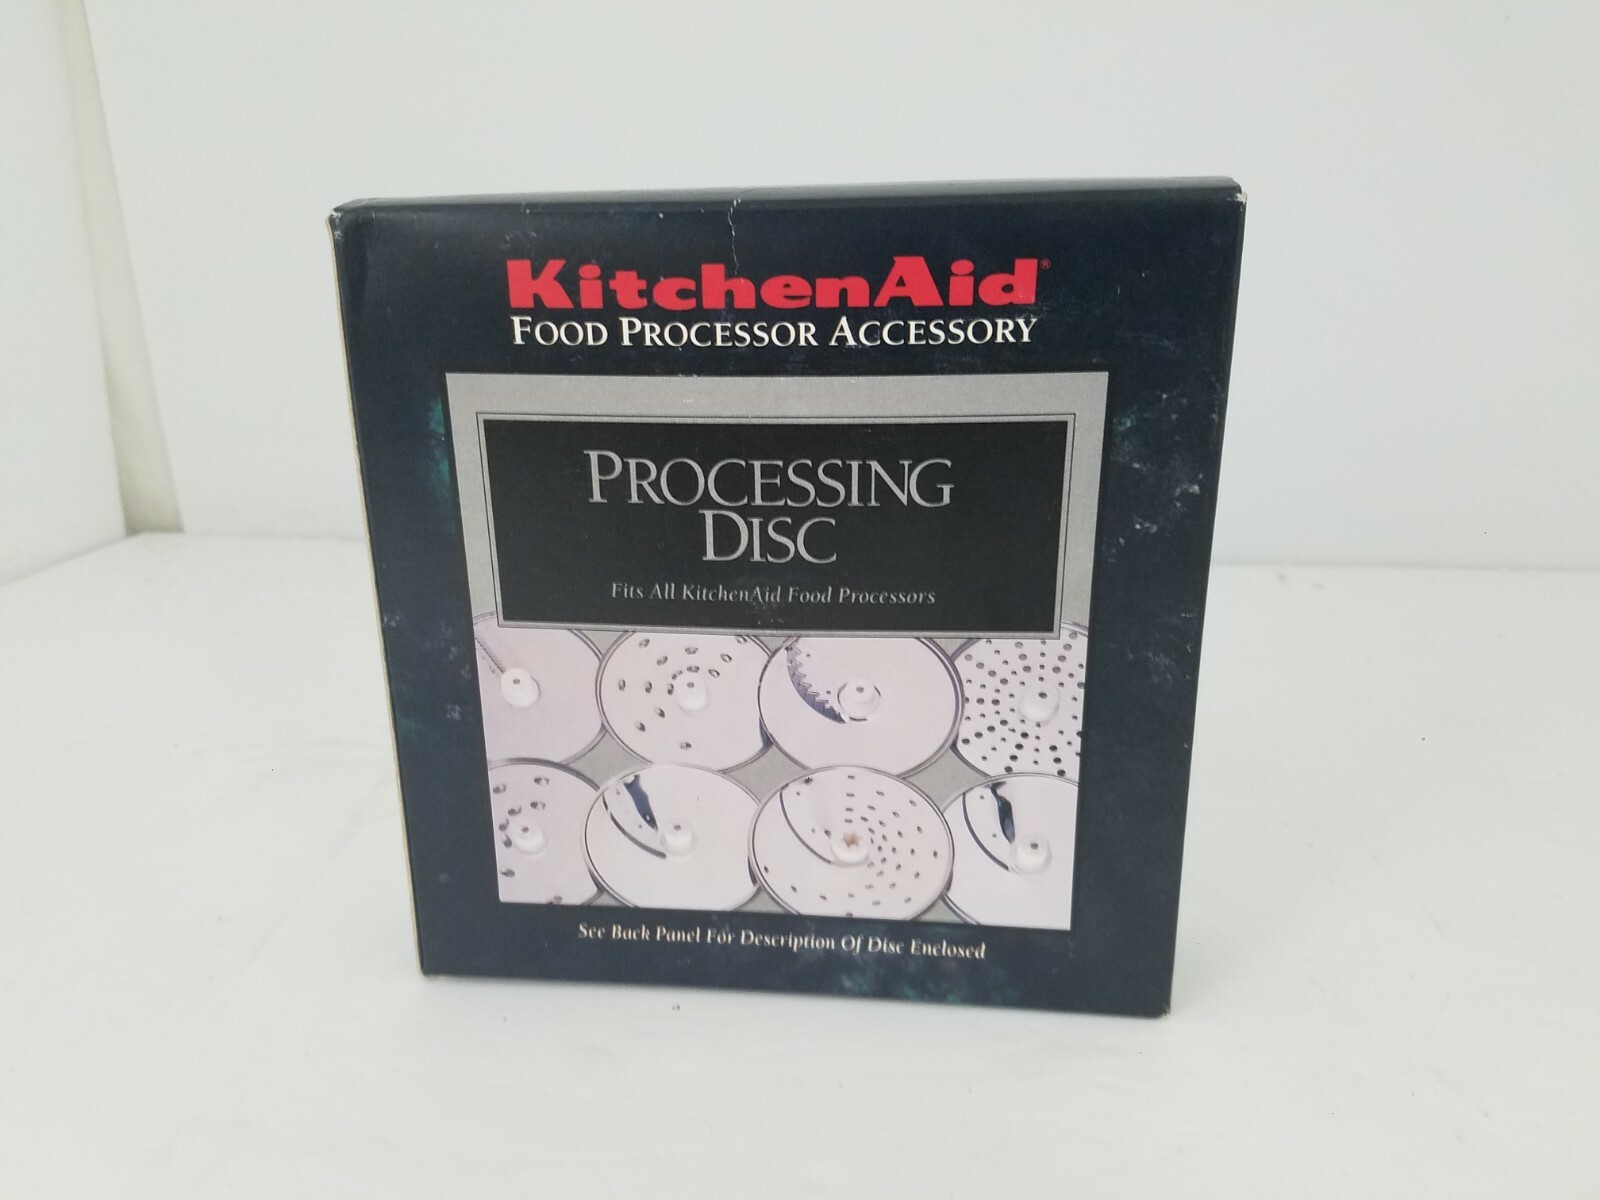 KitchenAid®
FOOD PROCESSOR ACCESSORY
PROCESSING
DISC
Fits All KitchenAid Food Processors
See Back Panel For Description Of Disc Enclosed